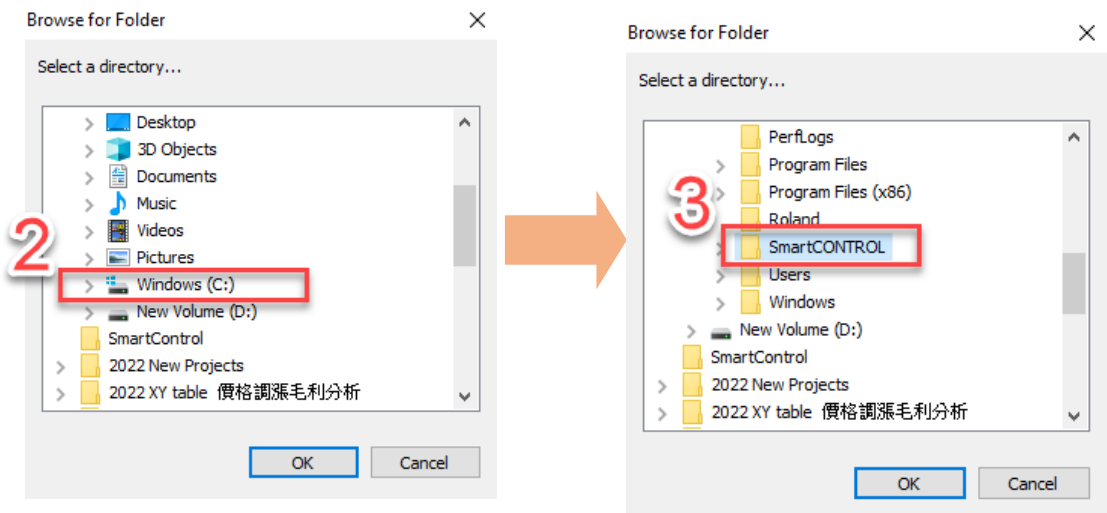 Browse for Folder
Select a directory...
Desktop
3D Objects
Documents
Music
Videos
Pictures
2
Windows (C:)
New Volume (D:)
SmartControl
2022 New Projects
2022 XY table 價格調漲毛利分析
OK
Cancel
Browse for Folder
Select a directory...
PerfLogs
Program Files
Program Files (x86)
3
Roland
SmartCONTROL
Users
Windows
New Volume (D:)
SmartControl
2022 New Projects
2022 XY table 價格調漲毛利分析
OK
Cancel